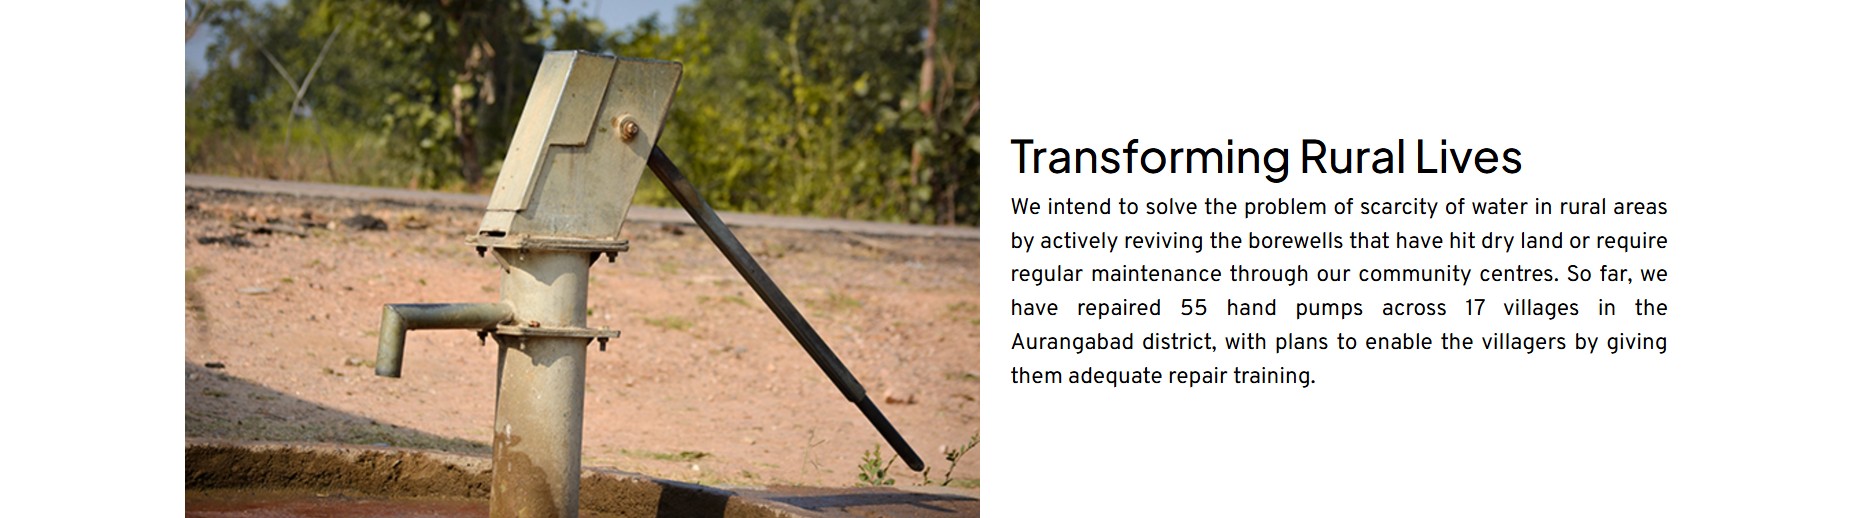 Transforming Rural Lives
We intend to solve the problem of scarcity of water in rural areas
by actively reviving the borewells that have hit dry land or require
regular maintenance through our community centres. So far, we
have repaired 55 hand pumps across 17 villages in the
Aurangabad district, with plans to enable the villagers by giving
them adequate repair training.